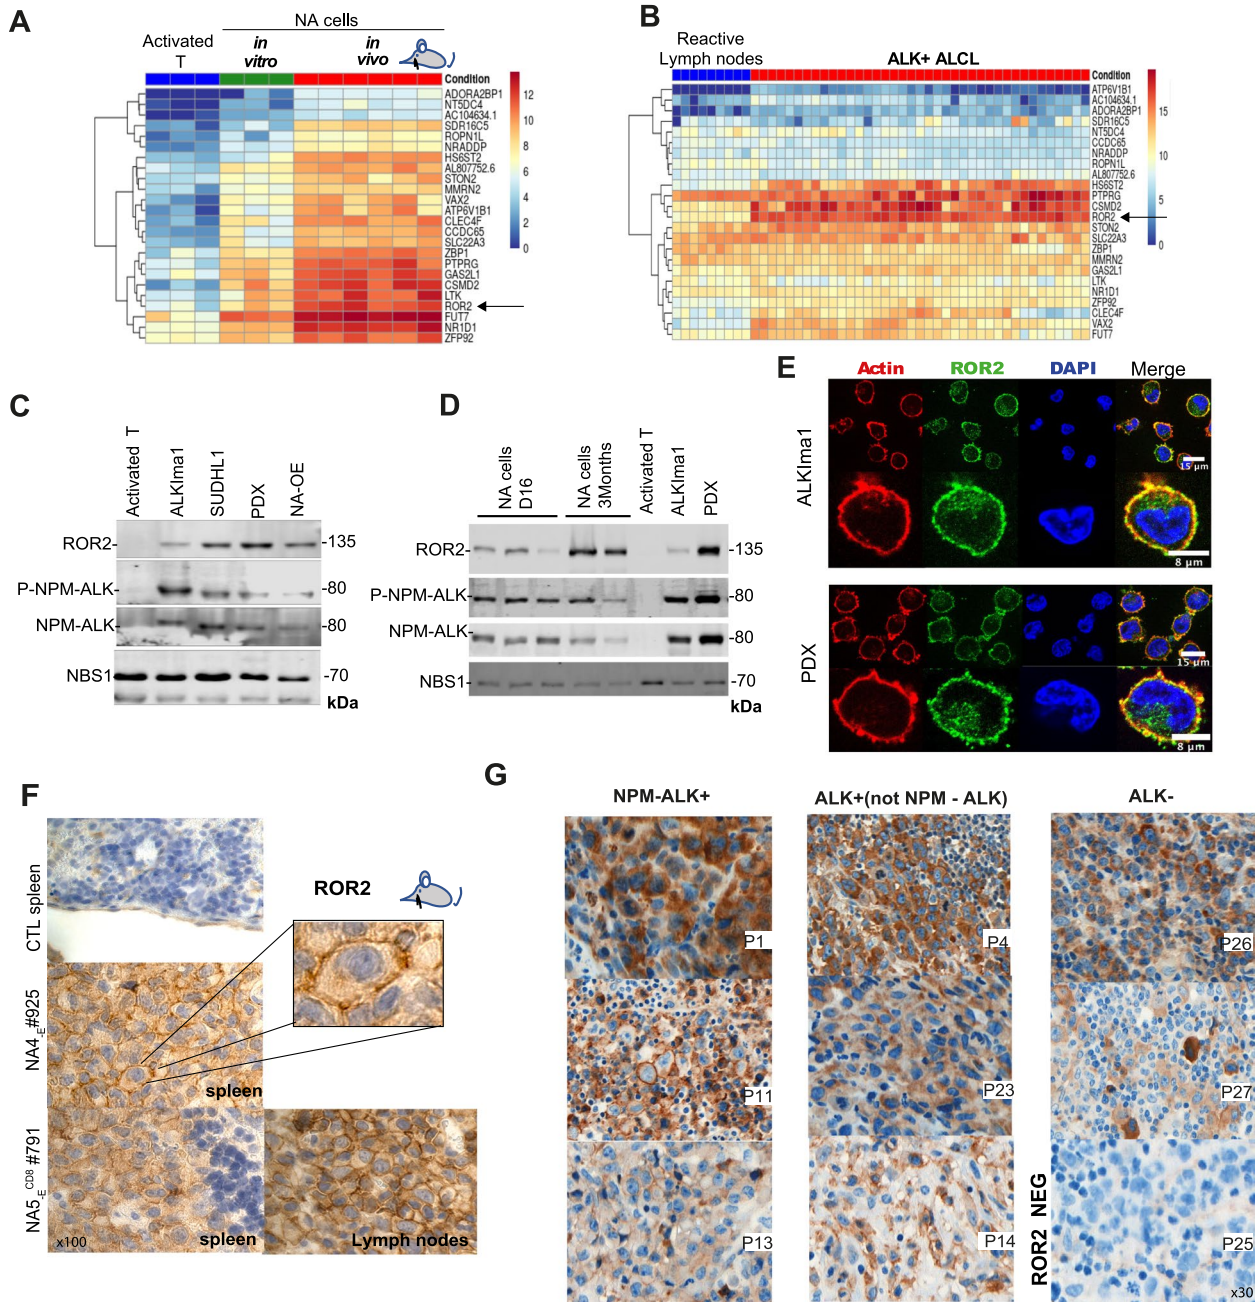 A
NA cells
Activated
T
in
vitro
in
vivo
Condition
ADORA2BP1
NT5DC4
AC104634.1
SDR16C5
ROPN1L
NRADDP
HS6ST2
AL807752.6
STON2
MMRN2
VAX2
ATP6V1B1
CLEC4F
CCDC65
SLC22A3
ZBP1
PTPRG
GAS2L1
CSMD2
LTK
ROR2
FUT7
NR1D1
ZFP92
12
10
8
6
4
2
0
B
Reactive
Lymph nodes
ALK+ ALCL
Condition
ATP6V1B1
AC104634.1
ADORA2BP1
SDR16C5
NT5DC4
CCDC65
NRADDP
ROPN1L
AL807752.6
HS6ST2
PTPRG
CSMD2
ROR2
STON2
SLC22A3
ZBP1
MMRN2
GAS2L1
LTK
NR1D1
ZFP92
CLEC4F
VAX2
FUT7
15
10
5
0
C
Activated T
ALKIma1
SUDHL1
PDX
NA-OE
ROR2-
-135
P-NPM-ALK-
-80
NPM-ALK-
-80
NBS1-
-70
kDa
D
NA cells
D16
NA cells
3Months
Activated T
ALKIma1
PDX
ROR2-
-135
P-NPM-ALK-
-80
NPM-ALK-
-80
NBS1-
-70
kDa
E
Actin
ROR2
DAPI
Merge
ALKIma1
15 µm
8 µm
PDX
15 µm
8 µm
F
CTL spleen
ROR2
NA4-E#925
spleen
NA5-E CD8 #791
x100
spleen
Lymph nodes
G
NPM-ALK+
ALK+(not NPM - ALK)
ALK-
P1
P4
P26
P11
P23
P27
P13
P14
ROR2 NEG
P25
x30